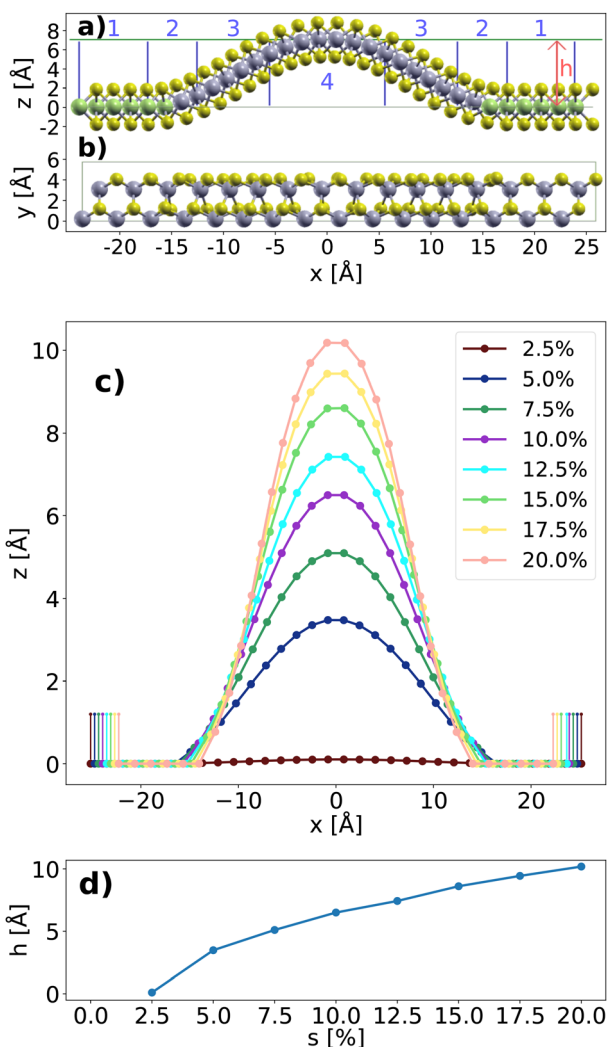 a)
1 2 3 3 2 1
4
h
z [Å]
8
6
4
2
0
-2
b)
y [Å]
6
4
2
0
-20 -15 -10 -5 0 5 10 15 20 25
x [Å]
c)
z [Å]
10
8
6
4
2
0
2.5%
5.0%
7.5%
10.0%
12.5%
15.0%
17.5%
20.0%
−20 −10 0 10 20
x [Å]
d)
h [Å]
10
5
0
0.0 2.5 5.0 7.5 10.0 12.5 15.0 17.5 20.0
s [%]